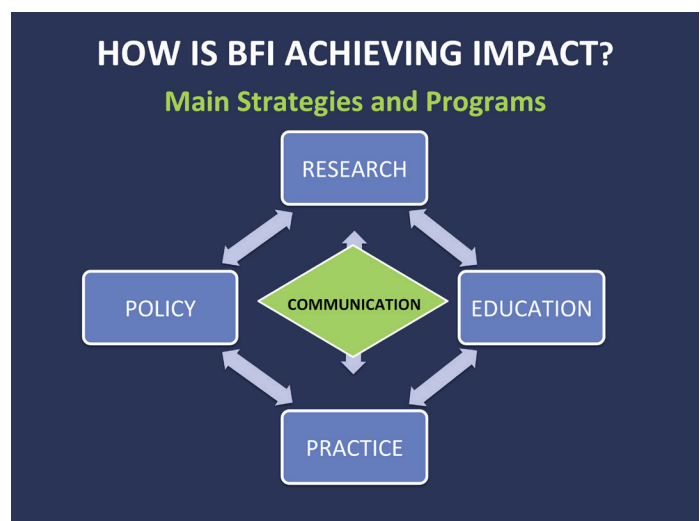 HOW IS BFI ACHIEVING IMPACT?
Main Strategies and Programs
RESEARCH
POLICY
COMMUNICATION
EDUCATION
PRACTICE